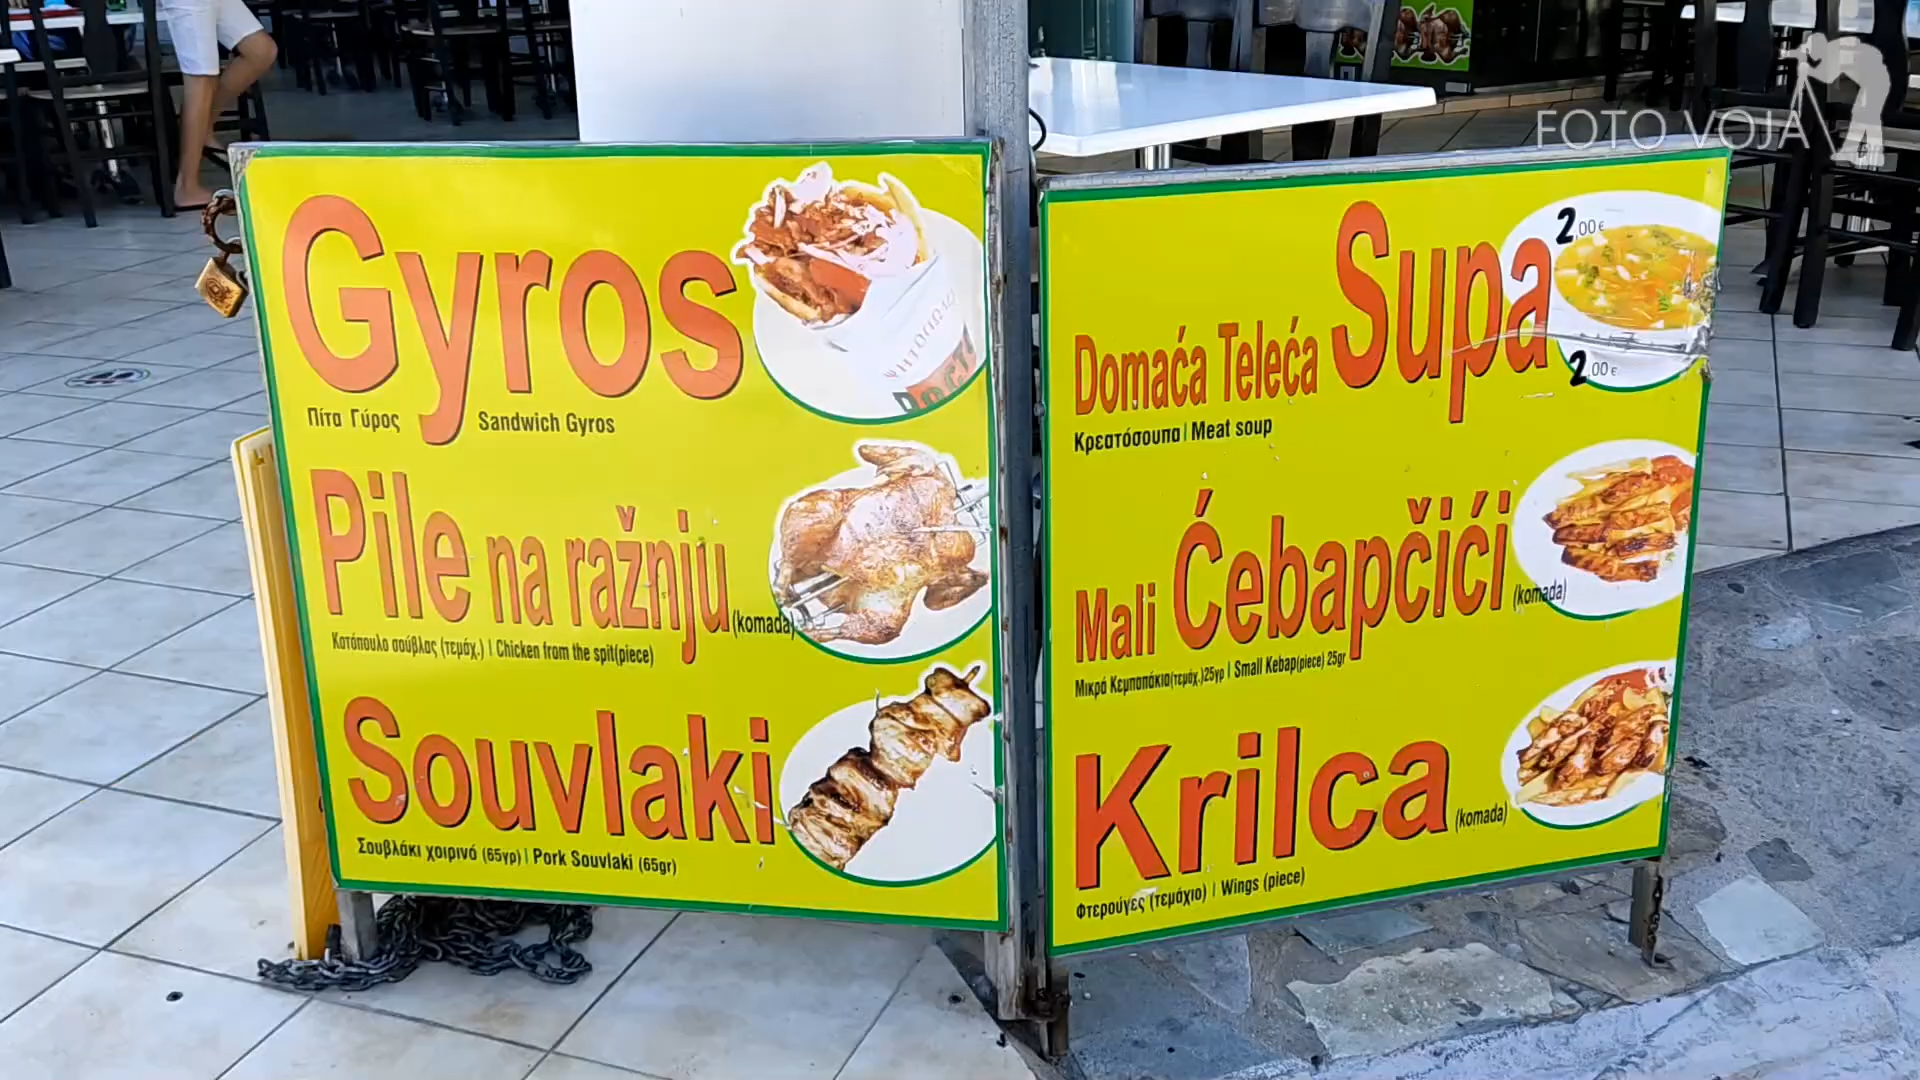 FOTO VOJA
Gyros
Πίτα Γύρος Sandwich Gyros
Pile na ražnju (komada)
Κοτόπουλο σούβλας (τεμάχ.) | Chicken from the spit(piece)
Souvlaki
Σουβλάκι χοιρινό (65γρ) | Pork Souvlaki (65gr)
Domaća Teleća Supa
2,00 €
2,00 €
Κρεατόσουπα | Meat soup
Mali Ćebapčići (komada)
Μικρά Κεμπαπάκια(τεμάχ.)25γρ | Small Kebap(piece) 25gr
Krilca (komada)
Φτερούγες (τεμάχιο) | Wings (piece)